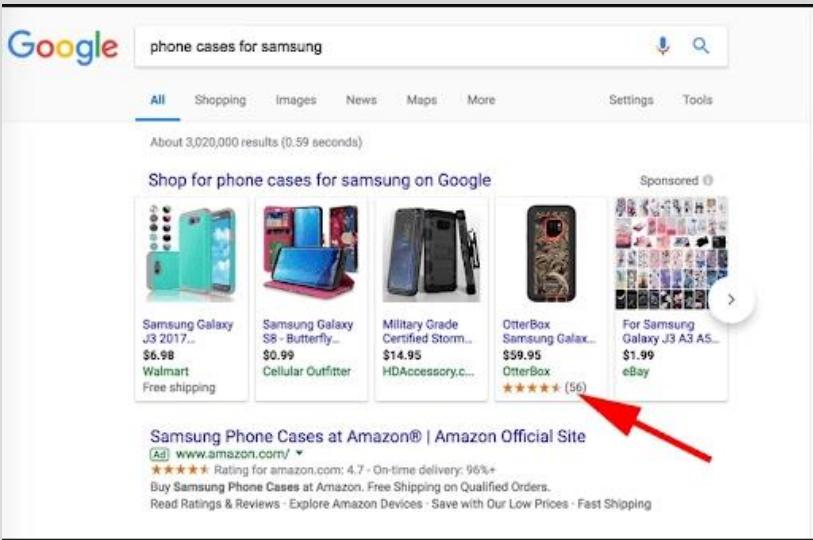 Google
phone cases for samsung
All Shopping Images News Maps More Settings Tools
About 3,020,000 results (0.59 seconds)
Shop for phone cases for samsung on Google
Sponsored
Samsung Galaxy
J3 2017...
$6.98
Walmart
Free shipping
Samsung Galaxy
S8 - Butterfly...
$0.99
Cellular Outfitter
Military Grade
Certified Storm...
$14.95
HDAccessory.c...
OtterBox
Samsung Galax...
$59.95
OtterBox
(56)
For Samsung
Galaxy J3 A3 A5...
$1.99
eBay
Samsung Phone Cases at Amazon® | Amazon Official Site
Ad www.amazon.com/
Rating for amazon.com: 4.7 - On-time delivery: 96%+
Buy Samsung Phone Cases at Amazon. Free Shipping on Qualified Orders.
Read Ratings & Reviews · Explore Amazon Devices · Save with Our Low Prices · Fast Shipping